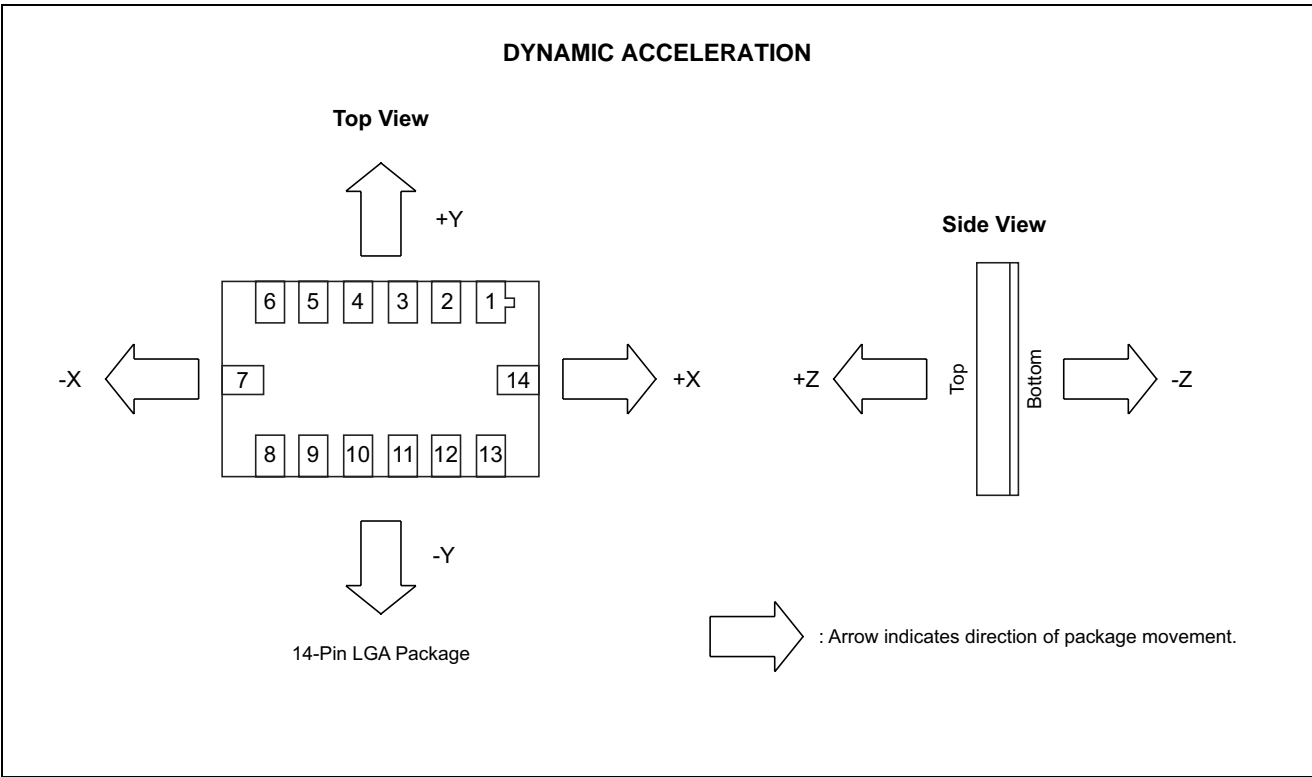 DYNAMIC ACCELERATION
Top View
+Y
Side View
6 5 4 3 2 1
-X
7
14
+X
+Z
Top
Bottom
-Z
8 9 10 11 12 13
-Y
14-Pin LGA Package
: Arrow indicates direction of package movement.